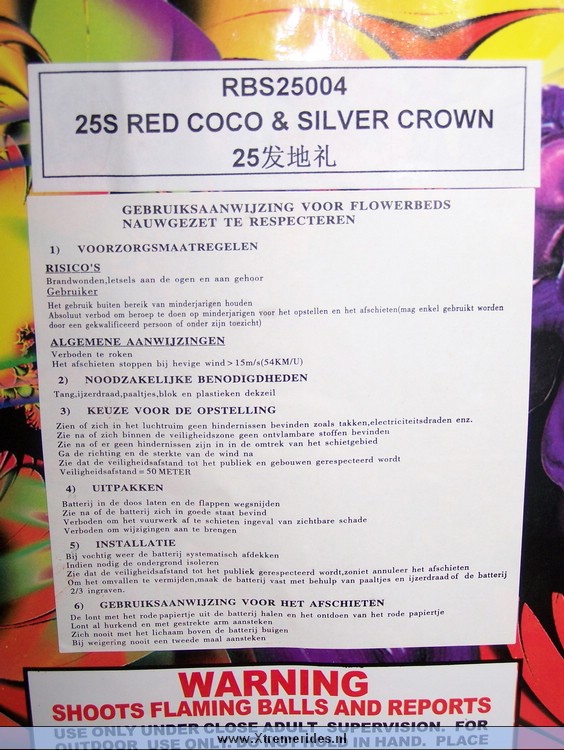 RBS25004
25S RED COCO & SILVER CROWN
25发地礼
GEBRUIKSAANWIJZING VOOR FLOWERBEDS
NAUWGEZET TE RESPECTEREN
1) VOORZORGSMAATREGELEN
RISICO'S
Brandwonden,letsels aan de ogen en aan gehoor
Gebruiker
Het gebruik buiten bereik van minderjarigen houden
Absoluut verbod om beroep te doen op minderjarigen voor het opstellen en het afschieten(mag enkel gebruikt worden
door een gekwalificeerd persoon of onder zijn toezicht)
ALGEMENE AANWIJZINGEN
Verboden te roken
Het afschieten stoppen bij hevige wind > 15m/s(54KM/U)
2) NOODZAKELIJKE BENODIGDHEDEN
Tang,ijzerdraad,paaltjes,blok en plastieken dekzeil
3) KEUZE VOOR DE OPSTELLING
Zien of zich in het luchtruim geen hindernissen bevinden zoals takken,electriciteitsdraden enz.
Zie na of zich binnen de veiligheidszone geen ontvlambare stoffen bevinden
Zie na of er geen hindernissen zijn in in de omtrek van het schietgebied
Ga de richting en de sterkte van de wind na
Zie dat de veiligheidsafstand tot het publiek en gebouwen gerespecteerd wordt
Veiligheidsafstand = 50 METER
4) UITPAKKEN
Batterij in de doos laten en de flappen wegsnijden
Zie na of de batterij zich in goede staat bevind
Verboden om het vuurwerk af te schieten ingeval van zichtbare schade
Verboden om wijzigingen aan te brengen
5) INSTALLATIE
Bij vochtig weer de batterij systematisch afdekken
Indien nodig de ondergrond isoleren
Zie dat de veiligheidsafstand tot het publiek gerespecteerd wordt,zoniet annuleer het afschieten
Om het omvallen te vermijden,maak de batterij vast met behulp van paaltjes en ijzerdraad of de batterij
2/3 ingraven.
6) GEBRUIKSAANWIJZING VOOR HET AFSCHIETEN
De lont met het rode papiertje uit de batterij halen en het ontdoen van het rode papiertje
Lont al hurkend en met gestrekte arm aansteken
Zich nooit met het lichaam boven de batterij buigen
Bij weigering nooit een tweede maal aansteken
WARNING
SHOOTS FLAMING BALLS AND REPORTS
USE ONLY UNDER CLOSE ADULT SUPERVISION. FOR
OUTDOOR USE ONLY. DO NOT HOLD IN HAND. PLACE
www.Xtremerides.nl